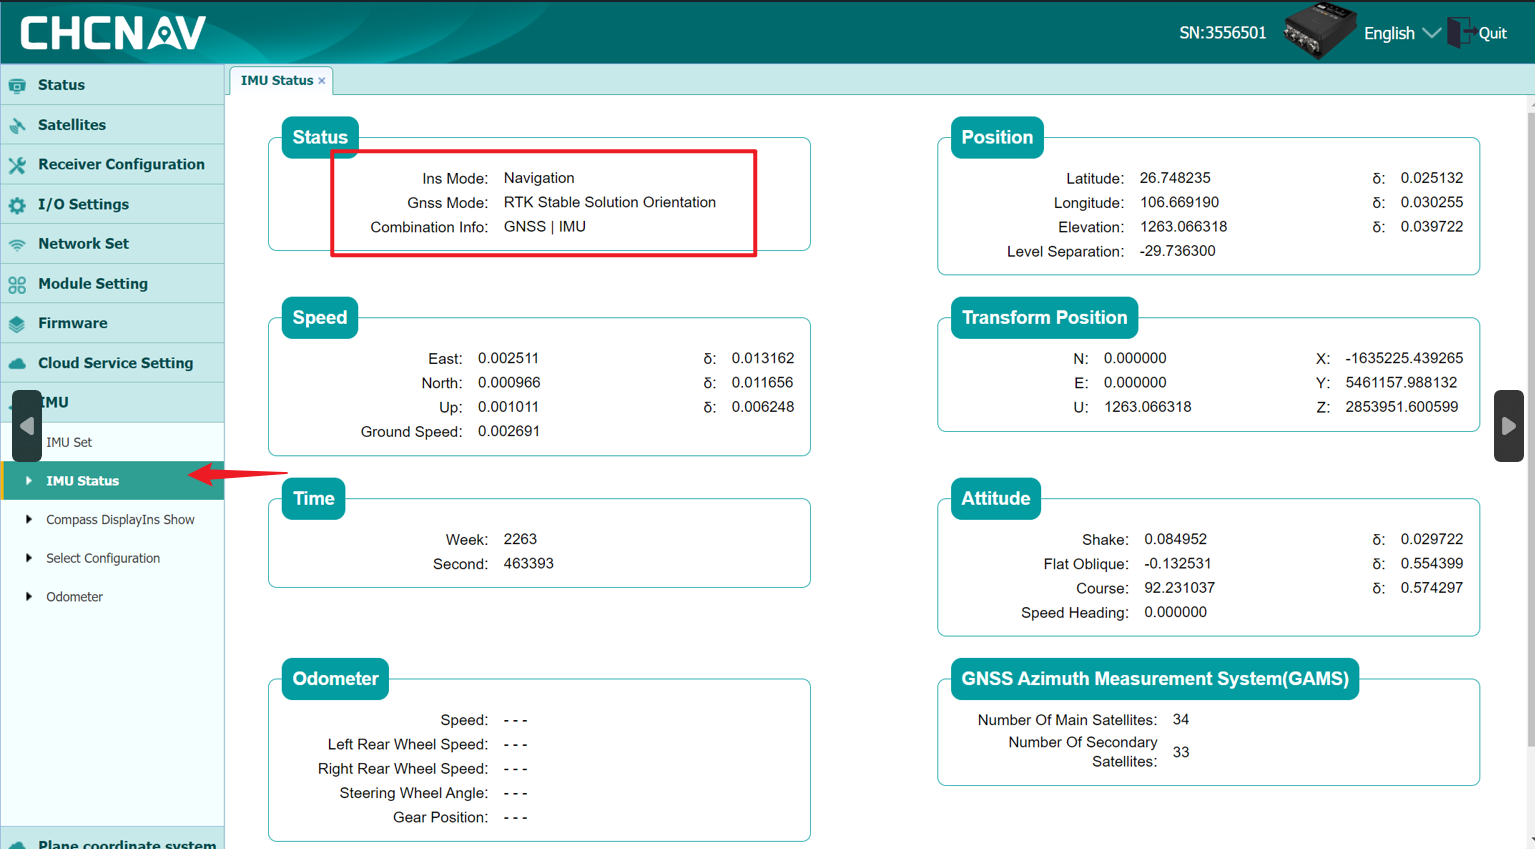 CHCNAV
SN:3556501
English
Quit
Status
Satellites
Receiver Configuration
I/O Settings
Network Set
Module Setting
Firmware
Cloud Service Setting
IMU
IMU Set
IMU Status
Compass DisplayIns Show
Select Configuration
Odometer
Plane coordinate system
IMU Status ×
Status
Ins Mode: Navigation
Gnss Mode: RTK Stable Solution Orientation
Combination Info: GNSS | IMU
Position
Latitude: 26.748235 δ: 0.025132
Longitude: 106.669190 δ: 0.030255
Elevation: 1263.066318 δ: 0.039722
Level Separation: -29.736300
Speed
East: 0.002511 δ: 0.013162
North: 0.000966 δ: 0.011656
Up: 0.001011 δ: 0.006248
Ground Speed: 0.002691
Transform Position
N: 0.000000 X: -1635225.439265
E: 0.000000 Y: 5461157.988132
U: 1263.066318 Z: 2853951.600599
Time
Week: 2263
Second: 463393
Attitude
Shake: 0.084952 δ: 0.029722
Flat Oblique: -0.132531 δ: 0.554399
Course: 92.231037 δ: 0.574297
Speed Heading: 0.000000
Odometer
Speed: - - -
Left Rear Wheel Speed: - - -
Right Rear Wheel Speed: - - -
Steering Wheel Angle: - - -
Gear Position: - - -
GNSS Azimuth Measurement System(GAMS)
Number Of Main Satellites: 34
Number Of Secondary
Satellites: 33